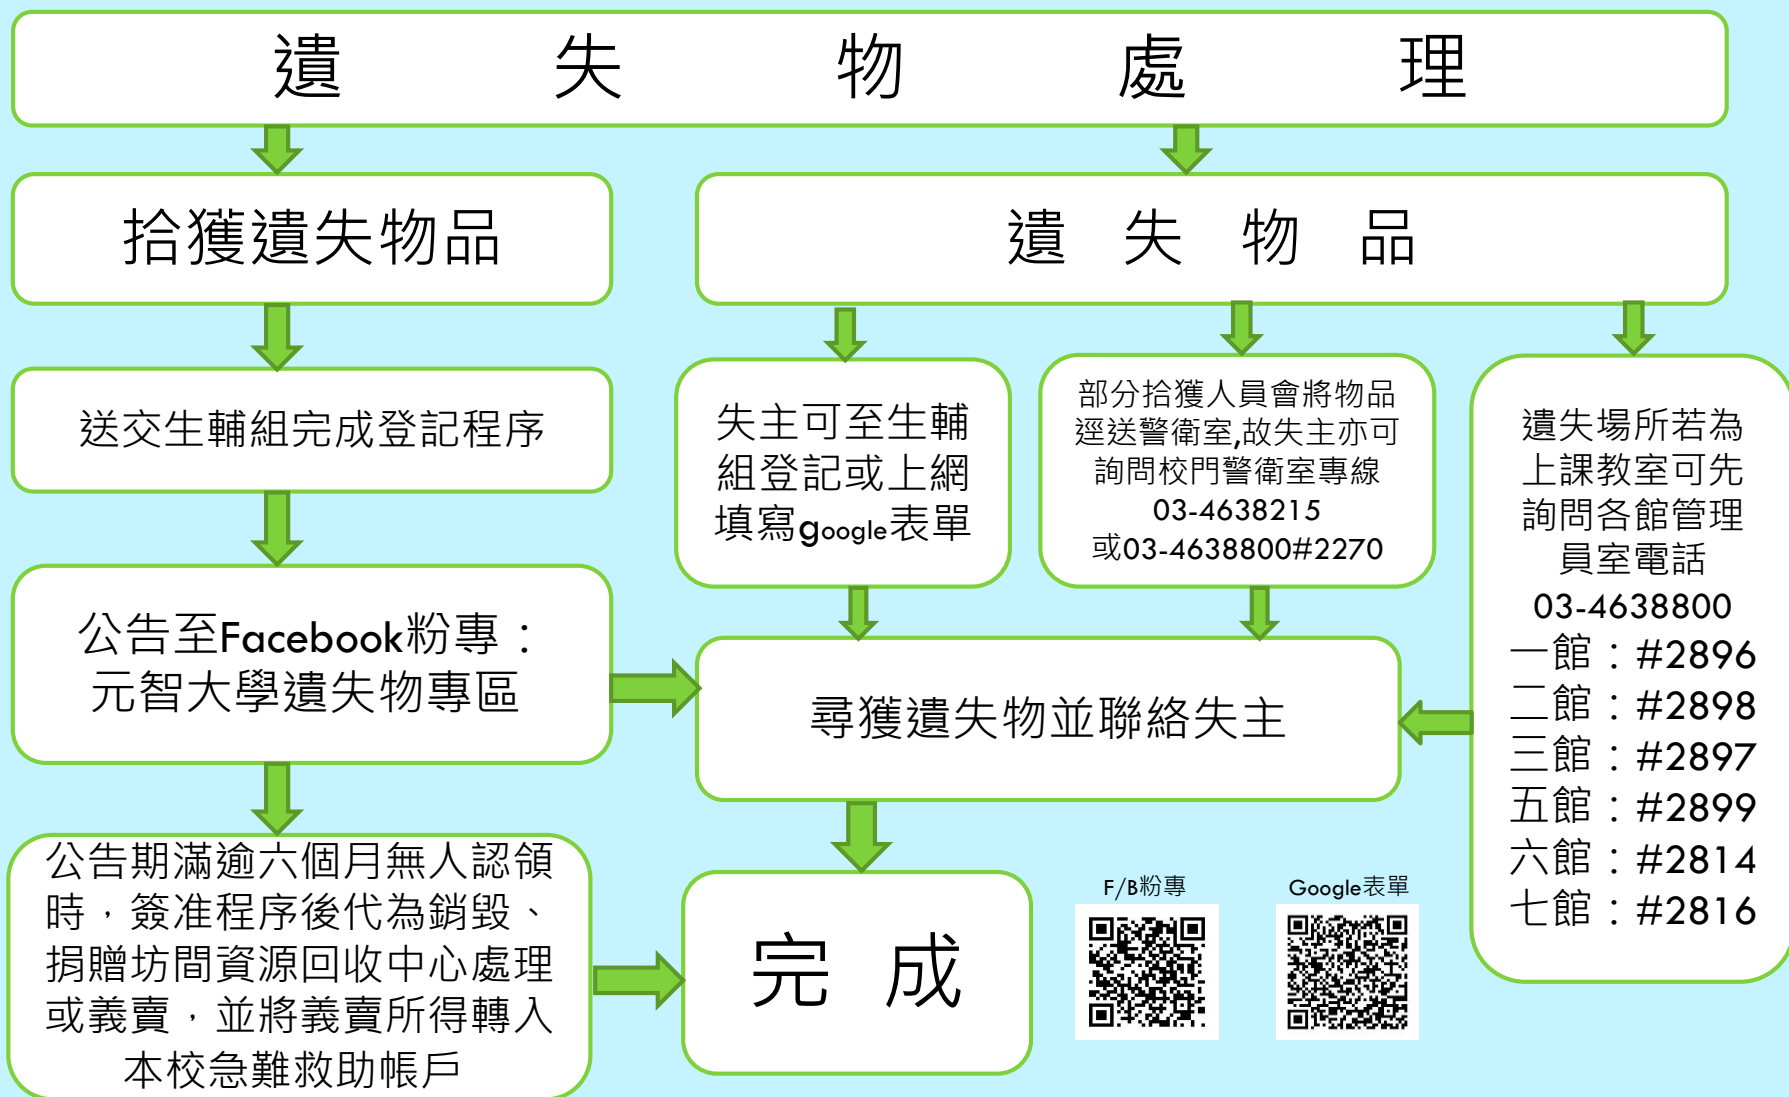 遺失物處理
拾獲遺失物品
送交生輔組完成登記程序
公告至Facebook粉專：
元智大學遺失物專區
公告期滿逾六個月無人認領
時，簽准程序後代為銷毀、
捐贈坊間資源回收中心處理
或義賣，並將義賣所得轉入
本校急難救助帳戶
遺失物品
失主可至生輔
組登記或上網
填寫google表單
部分拾獲人員會將物品
逕送警衛室,故失主亦可
詢問校門警衛室專線
03-4638215
或03-4638800#2270
遺失場所若為
上課教室可先
詢問各館管理
員室電話
03-4638800
一館：#2896
二館：#2898
三館：#2897
五館：#2899
六館：#2814
七館：#2816
尋獲遺失物並聯絡失主
完成
F/B粉專
Google表單